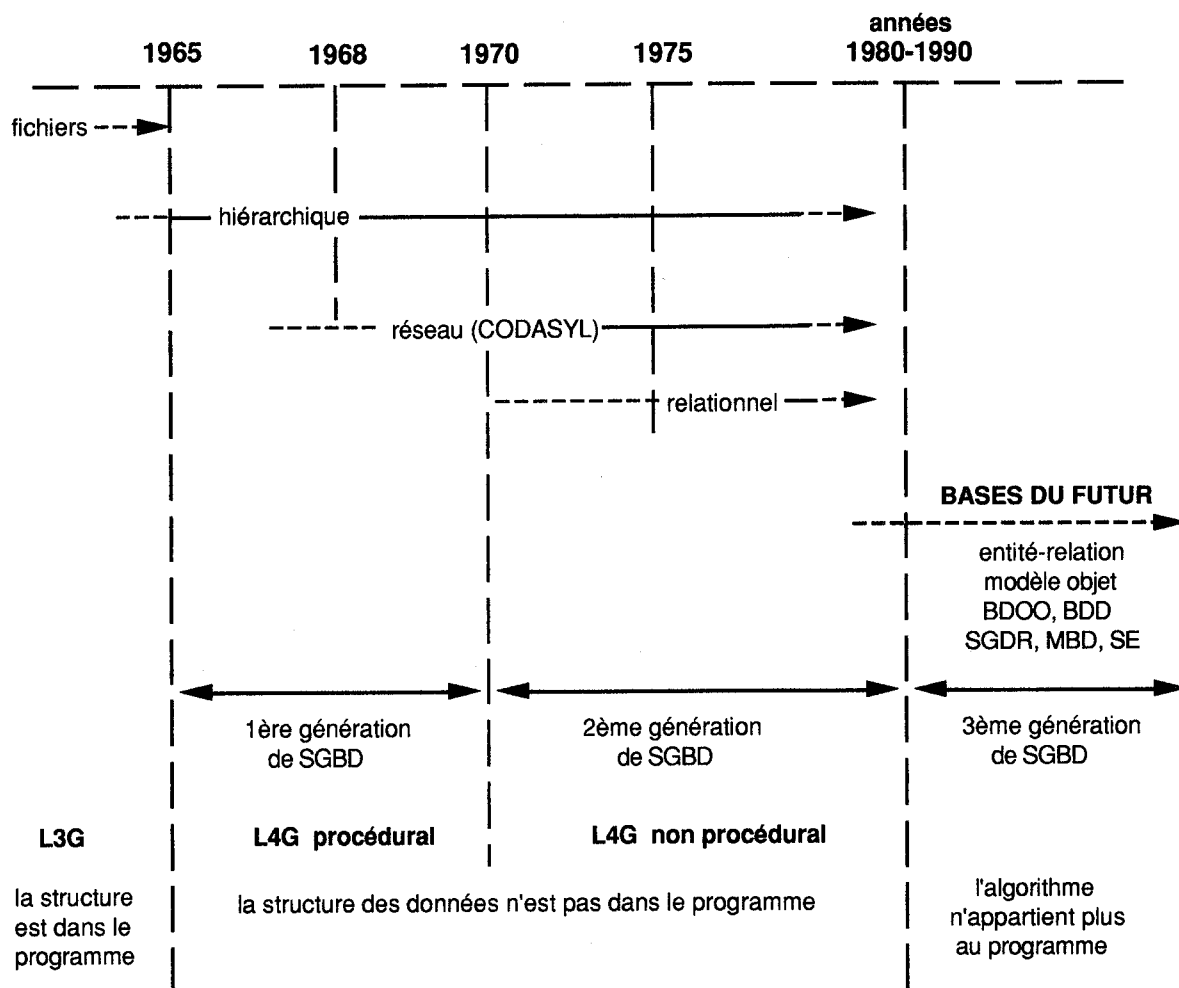 années
1965 1968 1970 1975 1980-1990
fichiers
hiérarchique
réseau (CODASYL)
relationnel
BASES DU FUTUR
entité-relation
modèle objet
BDOO, BDD
SGDR, MBD, SE
1ère génération
de SGBD
2ème génération
de SGBD
3ème génération
de SGBD
L3G
L4G procédural
L4G non procédural
la structure
est dans le
programme
la structure des données n'est pas dans le programme
l'algorithme
n'appartient plus
au programme